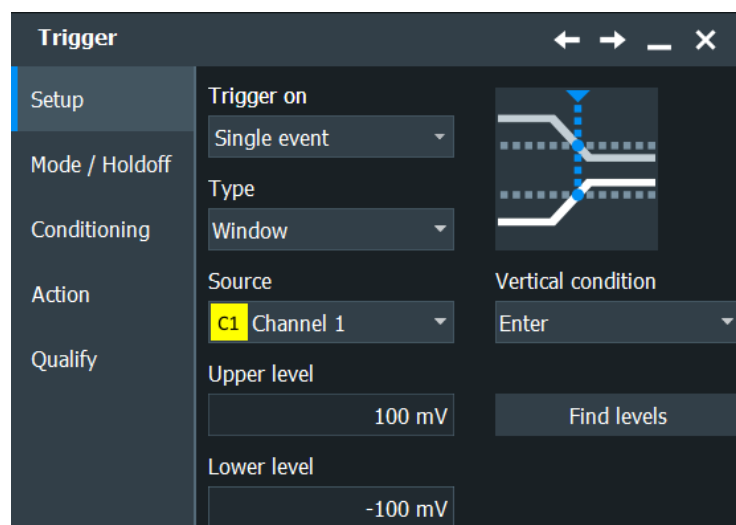 Trigger
Setup
Mode / Holdoff
Conditioning
Action
Qualify
Trigger on
Single event
Type
Window
Source
C1 Channel 1
Vertical condition
Enter
Upper level
100 mV
Find levels
Lower level
-100 mV